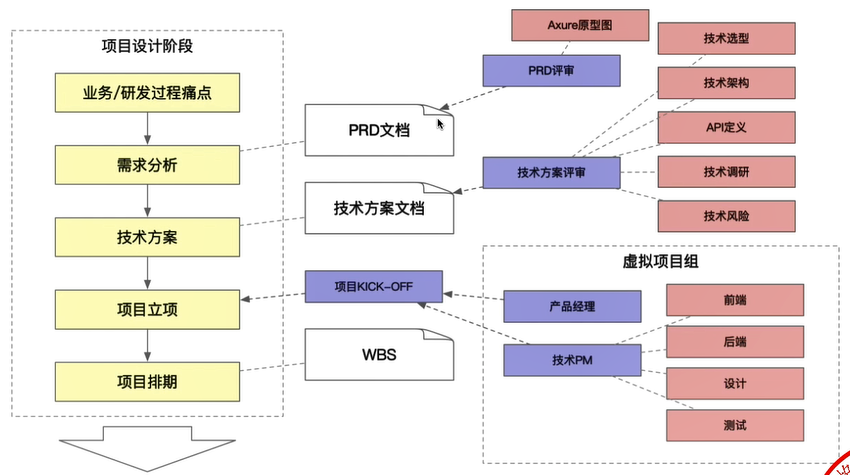 Axure原型图
项目设计阶段
技术选型
PRD评审
业务/研发过程痛点
技术架构
PRD文档
API定义
需求分析
技术方案评审
技术调研
技术方案文档
技术风险
技术方案
虚拟项目组
项目KICK-OFF
产品经理
前端
项目立项
后端
WBS
技术PM
项目排期
设计
测试